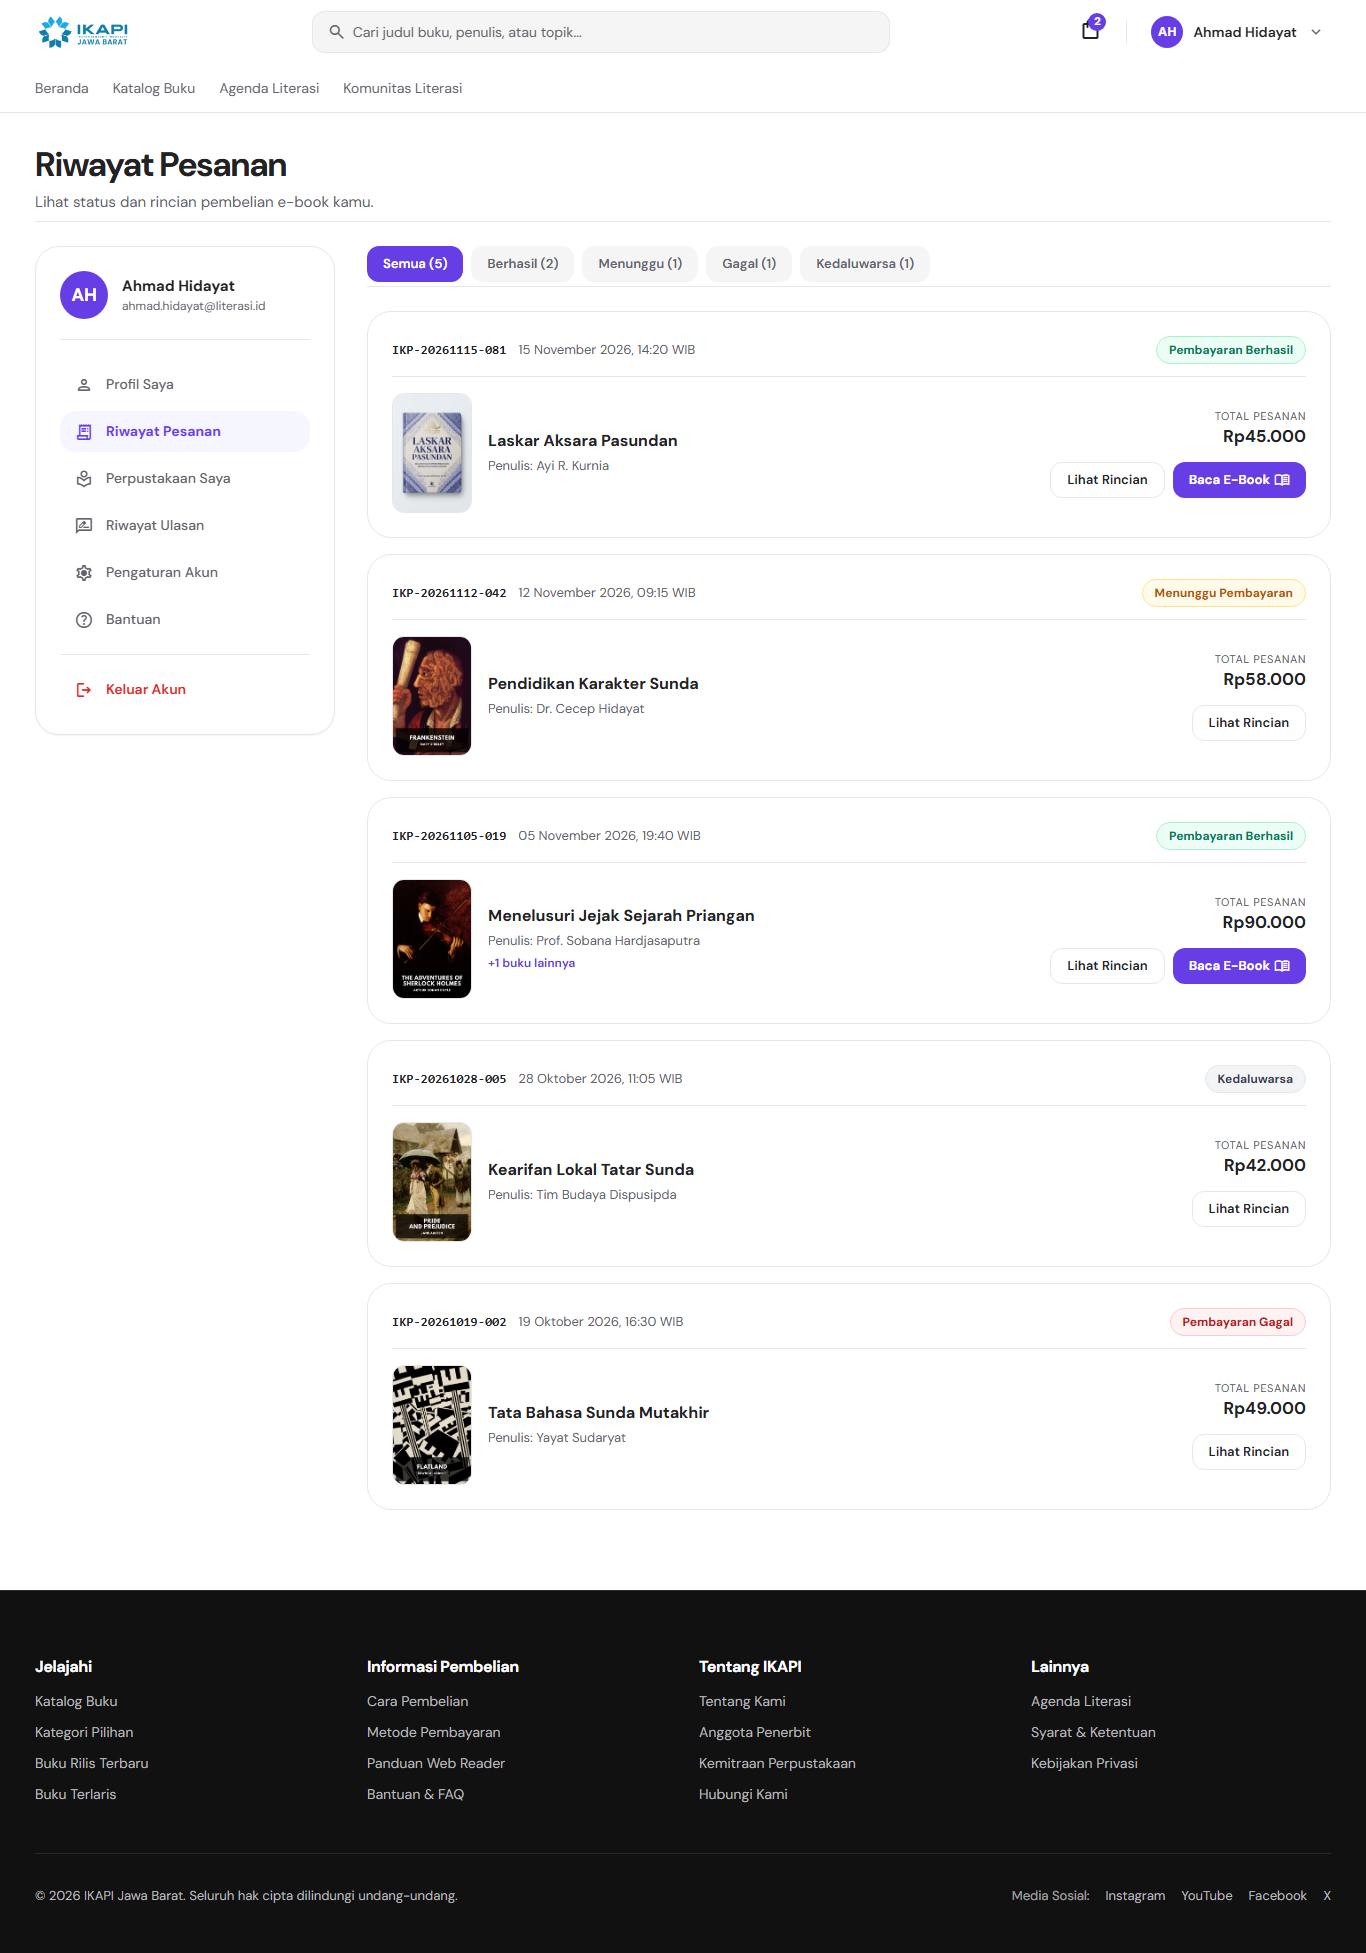 IKAPI
JAWA BARAT
Cari judul buku, penulis, atau topik...
2
AH
Ahmad Hidayat
Beranda
Katalog Buku
Agenda Literasi
Komunitas Literasi
Riwayat Pesanan
Lihat status dan rincian pembelian e-book kamu.
AH
Ahmad Hidayat
ahmad.hidayat@literasi.id
Profil Saya
Riwayat Pesanan
Perpustakaan Saya
Riwayat Ulasan
Pengaturan Akun
Bantuan
Keluar Akun
Semua (5)
Berhasil (2)
Menunggu (1)
Gagal (1)
Kedaluwarsa (1)
IKP-20261115-081
15 November 2026, 14:20 WIB
Pembayaran Berhasil
LASKAR
AKSARA
PASUNDAN
Laskar Aksara Pasundan
Penulis: Ayi R. Kurnia
TOTAL PESANAN
Rp45.000
Lihat Rincian
Baca E-Book
IKP-20261112-042
12 November 2026, 09:15 WIB
Menunggu Pembayaran
FRANKENSTEIN
Pendidikan Karakter Sunda
Penulis: Dr. Cecep Hidayat
TOTAL PESANAN
Rp58.000
Lihat Rincian
IKP-20261105-019
05 November 2026, 19:40 WIB
Pembayaran Berhasil
THE ADVENTURES OF
SHERLOCK HOLMES
Menelusuri Jejak Sejarah Priangan
Penulis: Prof. Sobana Hardjasaputra
+1 buku lainnya
TOTAL PESANAN
Rp90.000
Lihat Rincian
Baca E-Book
IKP-20261028-005
28 Oktober 2026, 11:05 WIB
Kedaluwarsa
PRIDE
AND PREJUDICE
Kearifan Lokal Tatar Sunda
Penulis: Tim Budaya Dispusipda
TOTAL PESANAN
Rp42.000
Lihat Rincian
IKP-20261019-002
19 Oktober 2026, 16:30 WIB
Pembayaran Gagal
FLATLAND
Tata Bahasa Sunda Mutakhir
Penulis: Yayat Sudaryat
TOTAL PESANAN
Rp49.000
Lihat Rincian
Jelajahi
Katalog Buku
Kategori Pilihan
Buku Rilis Terbaru
Buku Terlaris
Informasi Pembelian
Cara Pembelian
Metode Pembayaran
Panduan Web Reader
Bantuan & FAQ
Tentang IKAPI
Tentang Kami
Anggota Penerbit
Kemitraan Perpustakaan
Hubungi Kami
Lainnya
Agenda Literasi
Syarat & Ketentuan
Kebijakan Privasi
© 2026 IKAPI Jawa Barat. Seluruh hak cipta dilindungi undang-undang.
Media Sosial:
Instagram
YouTube
Facebook
X